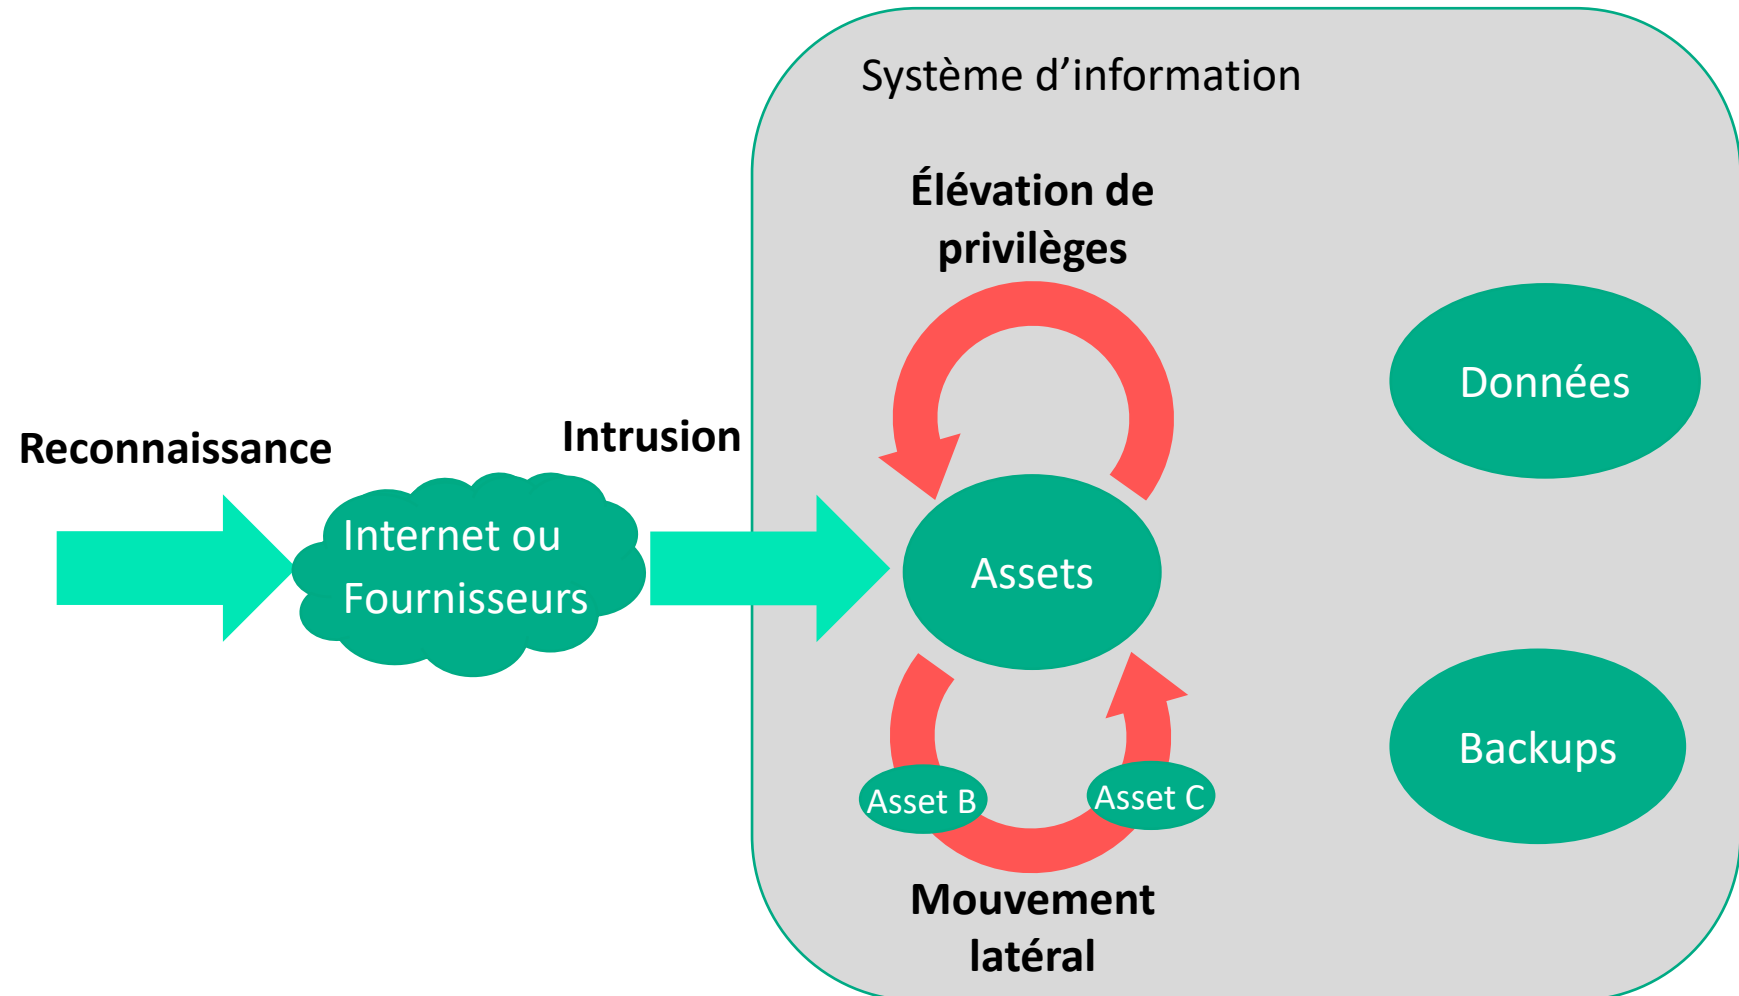 Système d’information
Élévation de
privilèges
Données
Reconnaissance
Intrusion
Internet ou
Fournisseurs
Assets
Backups
Asset B
Asset C
Mouvement
latéral